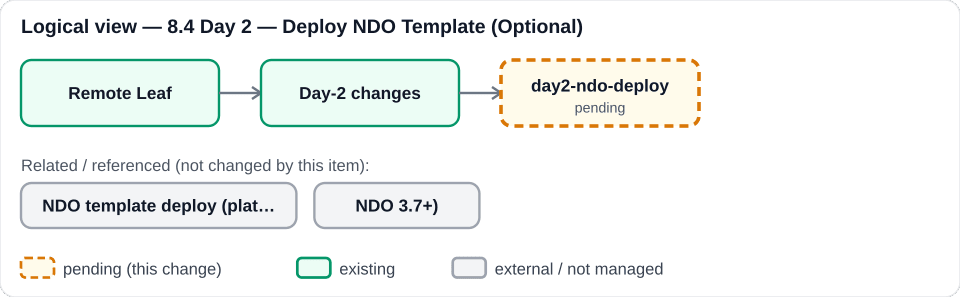 Logical view — 8.4 Day 2 — Deploy NDO Template (Optional)
Remote Leaf
Day-2 changes
day2-ndo-deploy
pending
Related / referenced (not changed by this item):
NDO template deploy (plat…
NDO 3.7+)
pending (this change)
existing
external / not managed